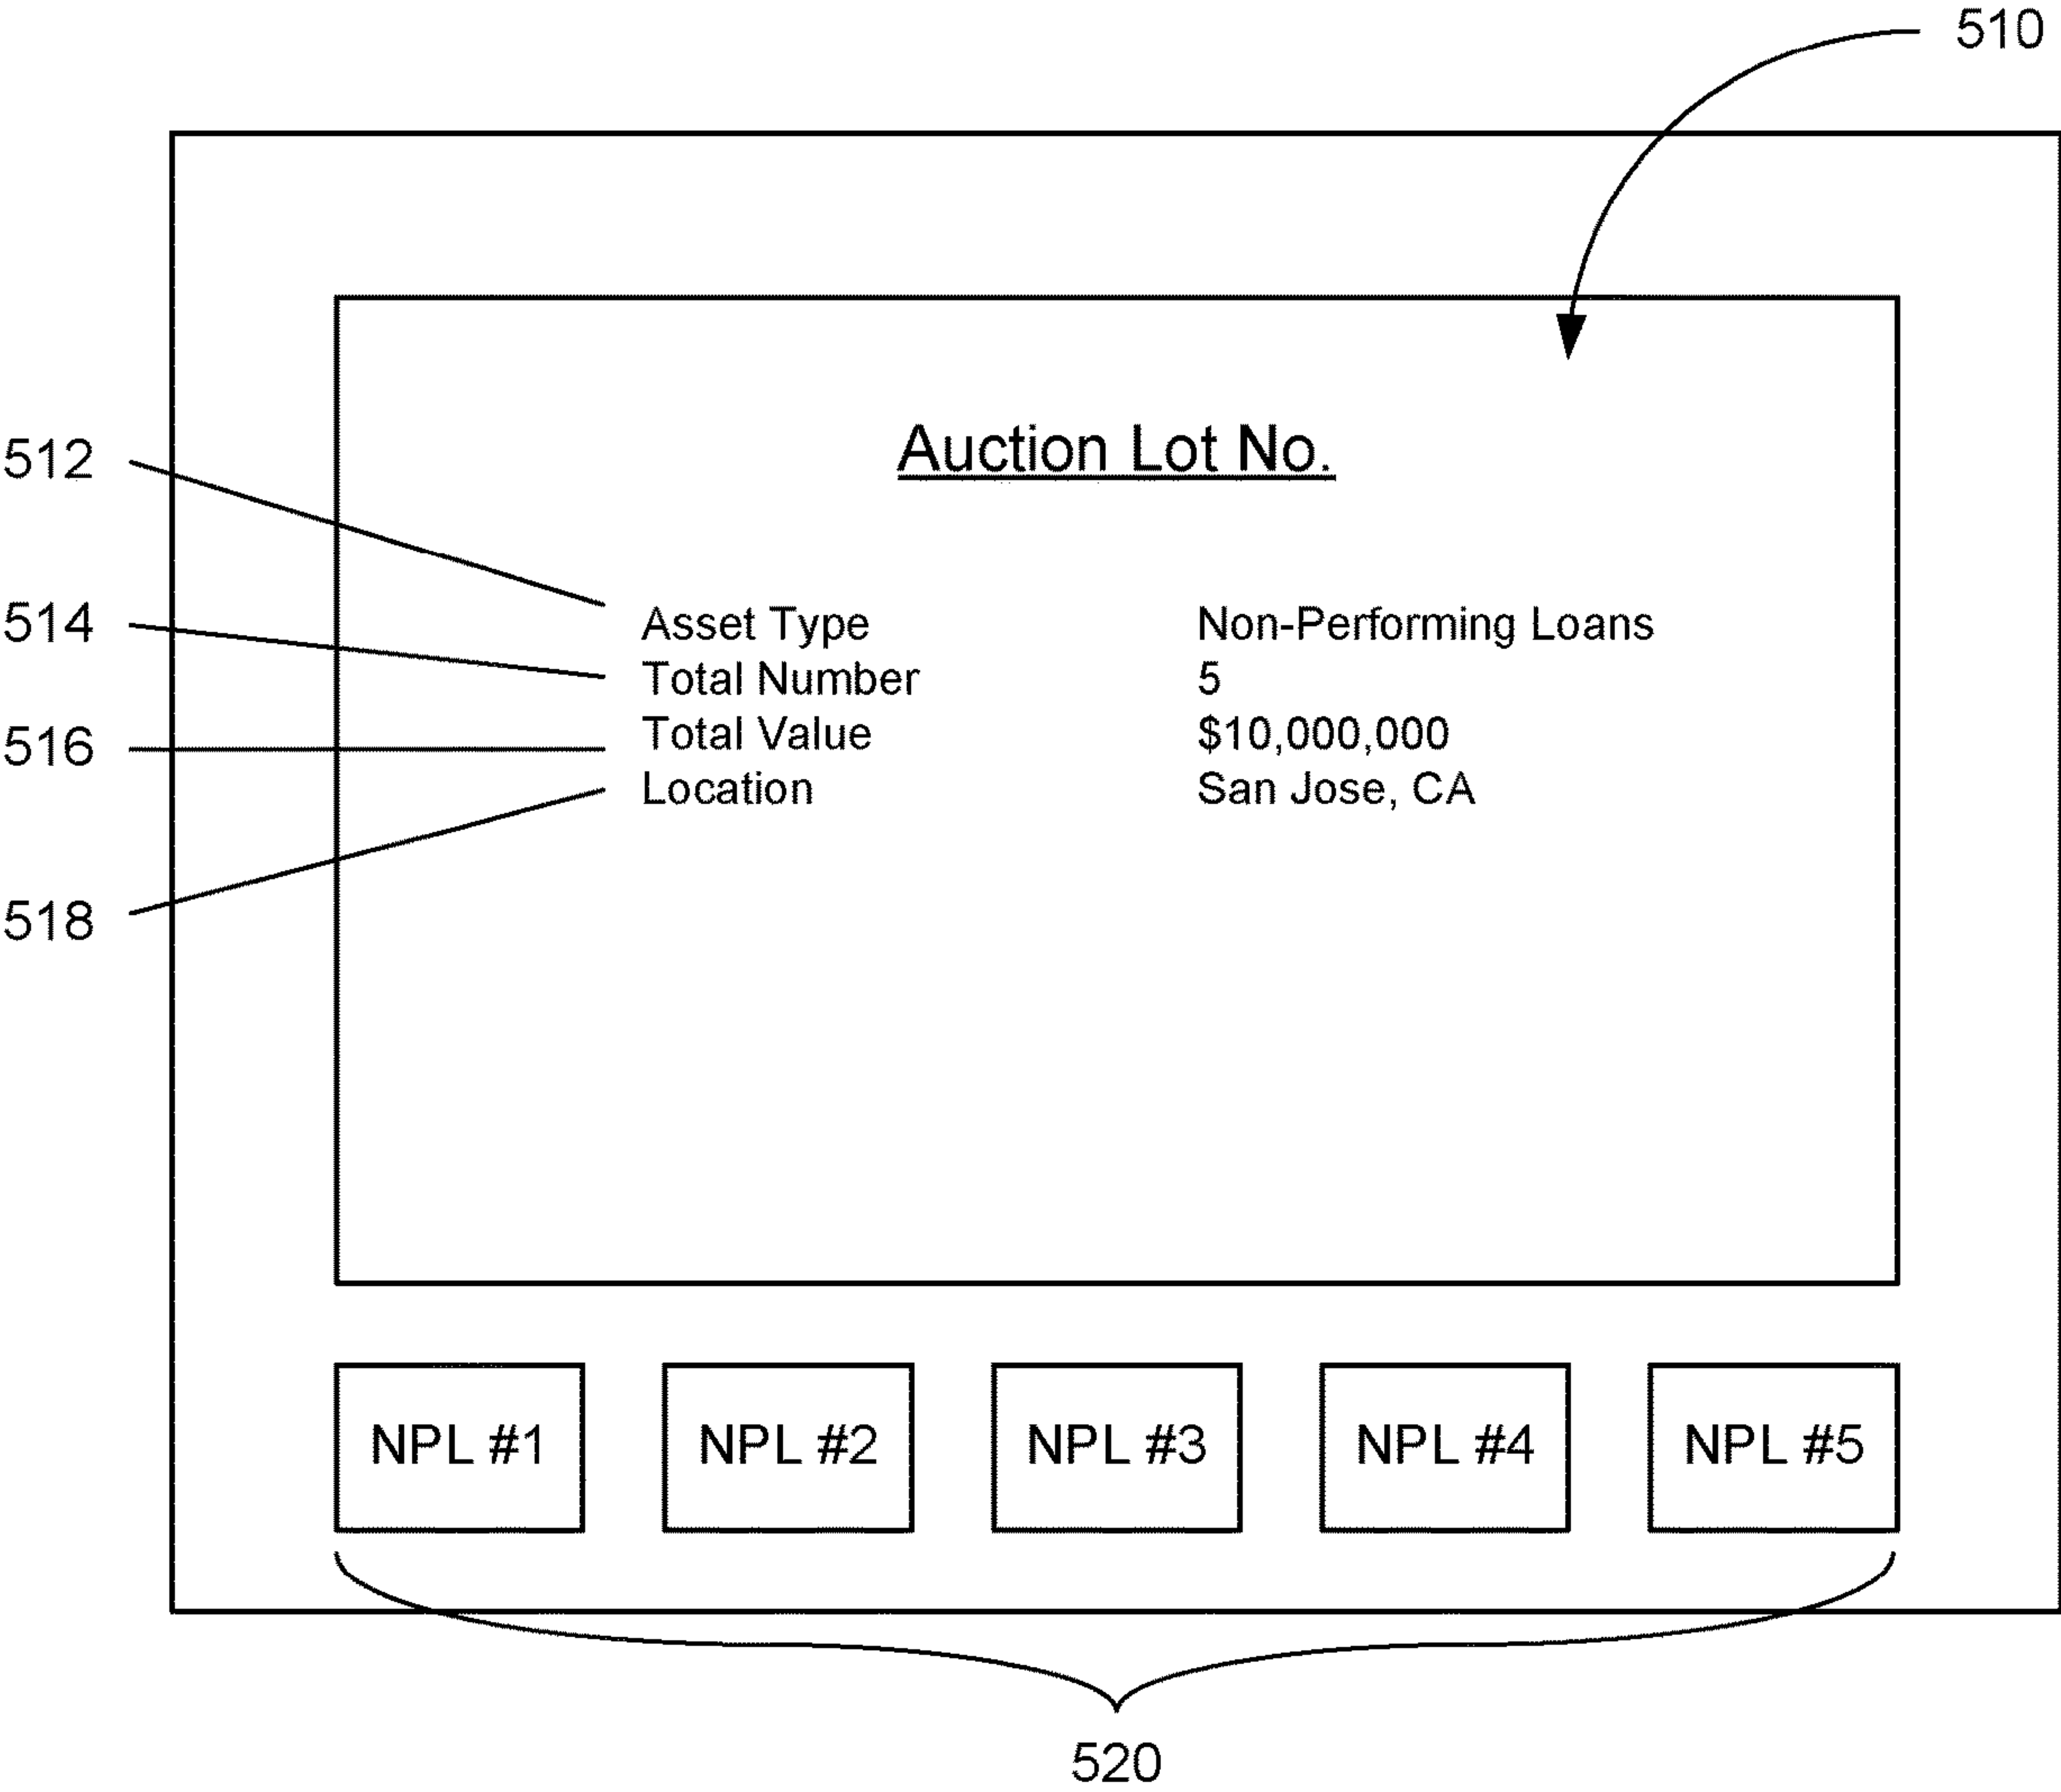 510
Auction Lot No.
512
Asset Type Non-Performing Loans
514
Total Number 5
516
Total Value $10,000,000
Location San Jose, CA
518
NPL #1 NPL #2 NPL #3 NPL #4 NPL #5
520